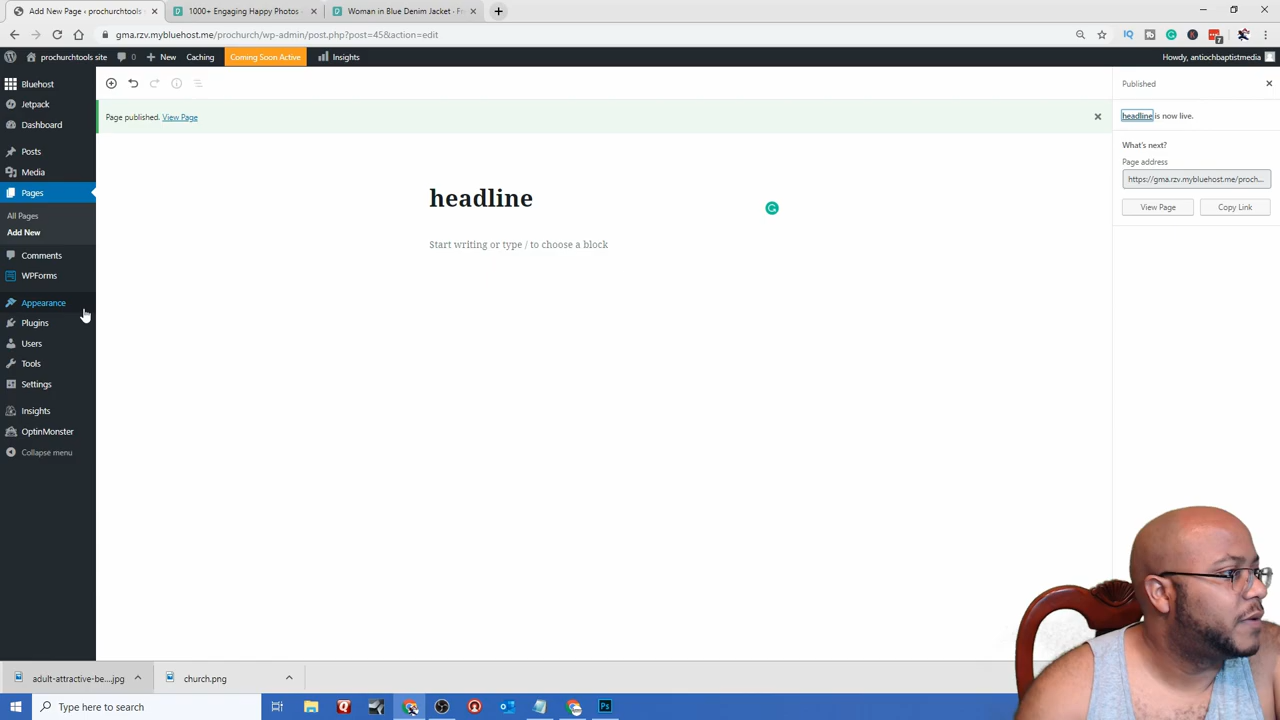 Add New Page ‹ prochurchtools
1000+ Engaging Happy Photos ·
Woman in Blue Denim Jacket · Fr
gma.rzv.mybluehost.me/prochurch/wp-admin/post.php?post=45&action=edit
7
prochurchtools site
0
New
Caching
Coming Soon Active
Insights
Howdy, antiochbaptistmedia
Bluehost
Jetpack
Dashboard
Posts
Media
Pages
All Pages
Add New
Comments
WPForms
Appearance
Plugins
Users
Tools
Settings
Insights
OptinMonster
Collapse menu
Page published. View Page
headline
Start writing or type / to choose a block
Published
headline is now live.
What's next?
Page address
https://gma.rzv.mybluehost.me/proch...
View Page
Copy Link
adult-attractive-be....jpg
church.png
Type here to search
Ps